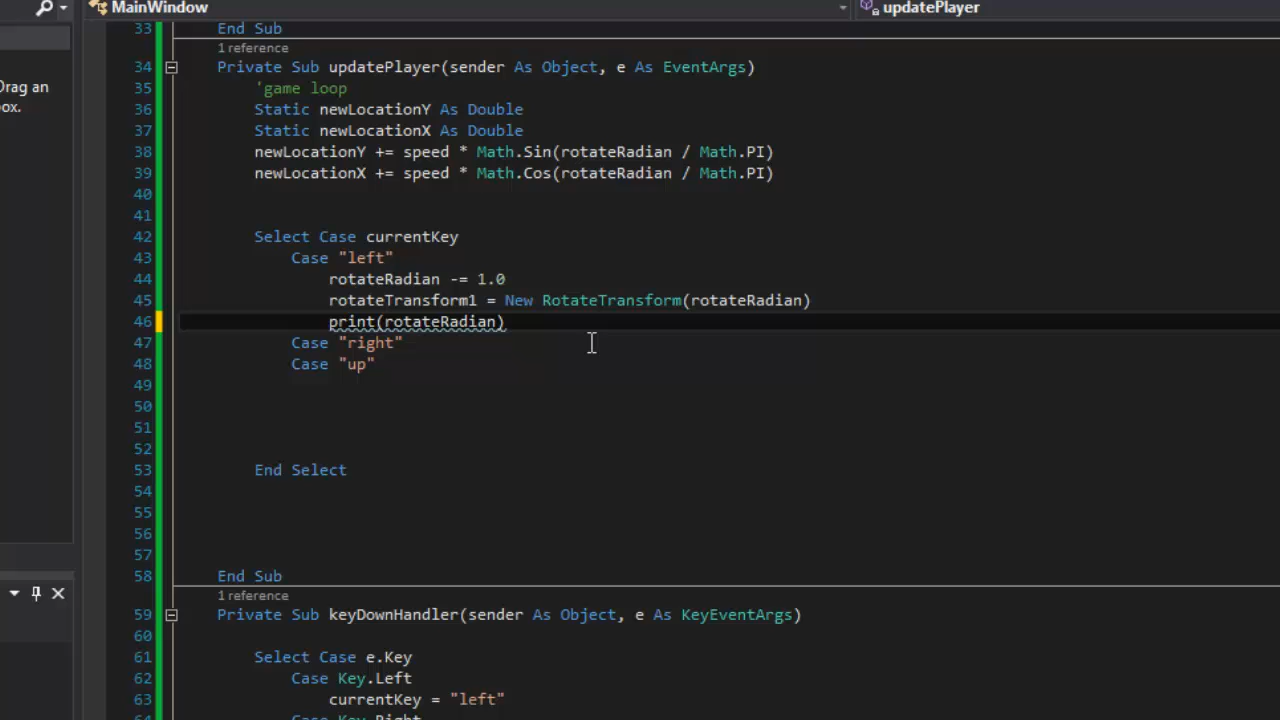 MainWindow
updatePlayer
Drag an
box.
33 End Sub
1 reference
34 Private Sub updatePlayer(sender As Object, e As EventArgs)
35 'game loop
36 Static newLocationY As Double
37 Static newLocationX As Double
38 newLocationY += speed * Math.Sin(rotateRadian / Math.PI)
39 newLocationX += speed * Math.Cos(rotateRadian / Math.PI)
40
41
42 Select Case currentKey
43 Case "left"
44 rotateRadian -= 1.0
45 rotateTransform1 = New RotateTransform(rotateRadian)
46 print(rotateRadian)
47 Case "right"
48 Case "up"
49
50
51
52
53 End Select
54
55
56
57
58 End Sub
1 reference
59 Private Sub keyDownHandler(sender As Object, e As KeyEventArgs)
60
61 Select Case e.Key
62 Case Key.Left
63 currentKey = "left"
64 Case Key.Right